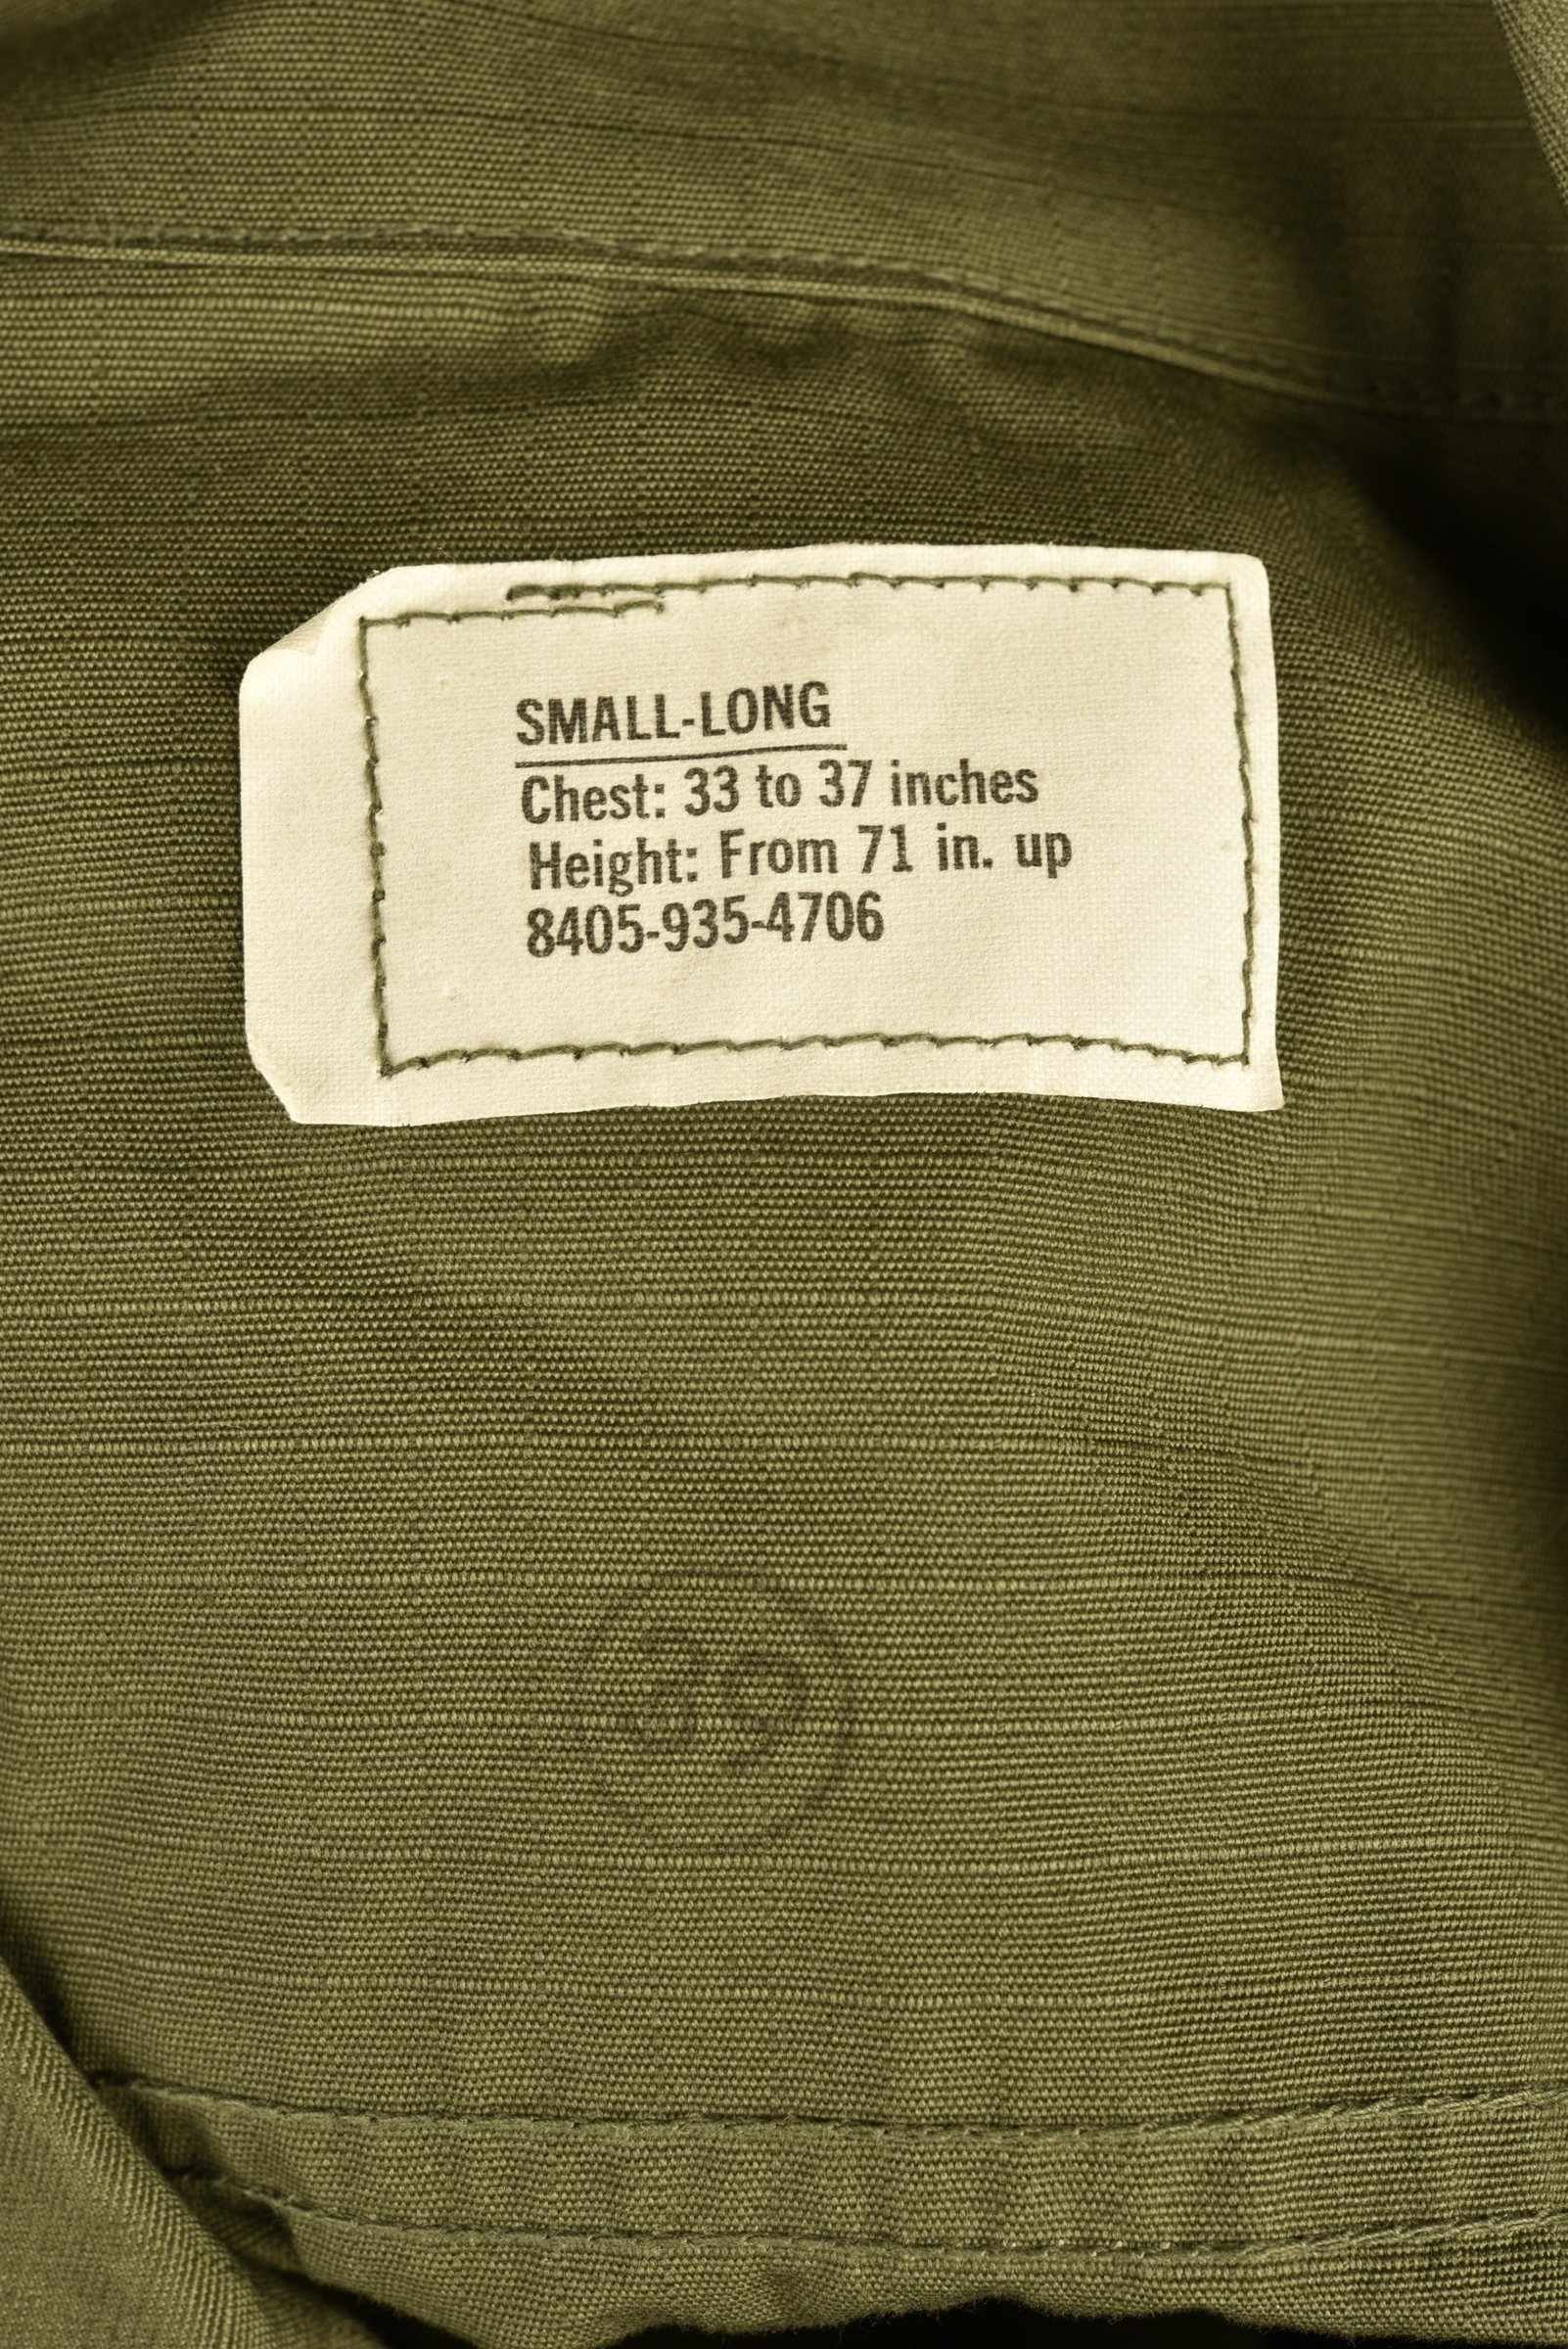 SMALL-LONG
Chest: 33 to 37 inches
Height: From 71 in. up
8405-935-4706